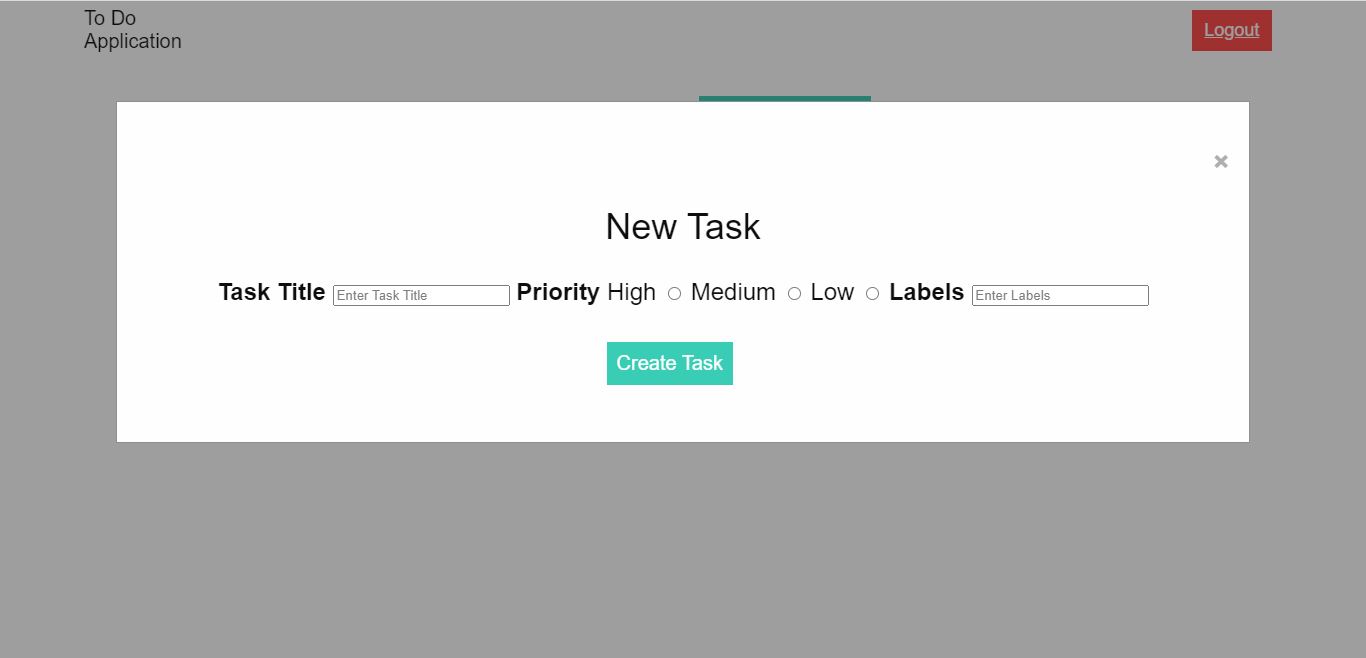 To Do
Application
Logout
×
New Task
Task Title Enter Task Title Priority High Medium Low Labels Enter Labels
Create Task